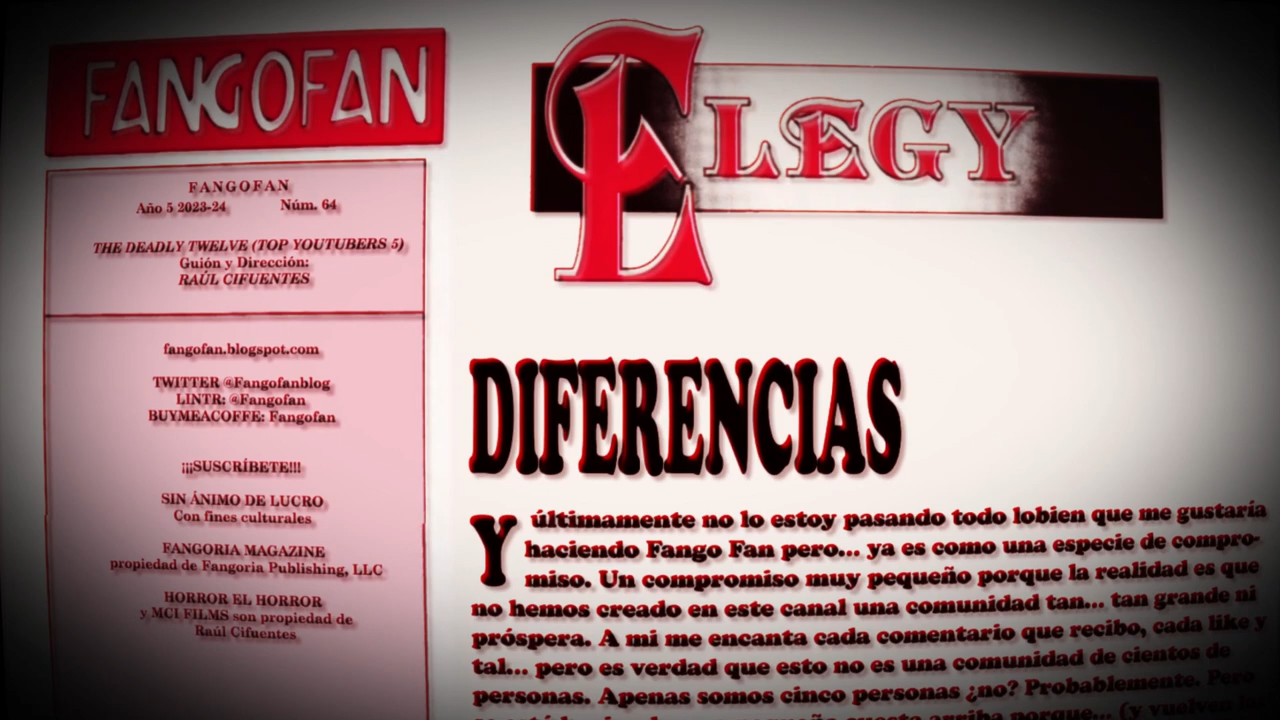 FANGOFAN
FANGOFAN
Año 5 2023-24 Núm. 64
THE DEADLY TWELVE (TOP YOUTUBERS 5)
Guión y Dirección:
RAÚL CIFUENTES
fangofan.blogspot.com
TWITTER @Fangofanblog
LINTR: @Fangofan
BUYMEACOFFE: Fangofan
¡¡¡SUSCRÍBETE!!!
SIN ÁNIMO DE LUCRO
Con fines culturales
FANGORIA MAGAZINE
propiedad de Fangoria Publishing, LLC
HORROR EL HORROR
y MCI FILMS son propiedad de
Raúl Cifuentes
ELEGY
DIFERENCIAS
Y últimamente no lo estoy pasando todo lobien que me gustaría
haciendo Fango Fan pero... ya es como una especie de compro-
miso. Un compromiso muy pequeño porque la realidad es que
no hemos creado en este canal una comunidad tan... tan grande ni
próspera. A mi me encanta cada comentario que recibo, cada like y
tal... pero es verdad que esto no es una comunidad de cientos de
personas. Apenas somos cinco personas ¿no? Probablemente. Pero
cuesta arriba porque... (y vuelven